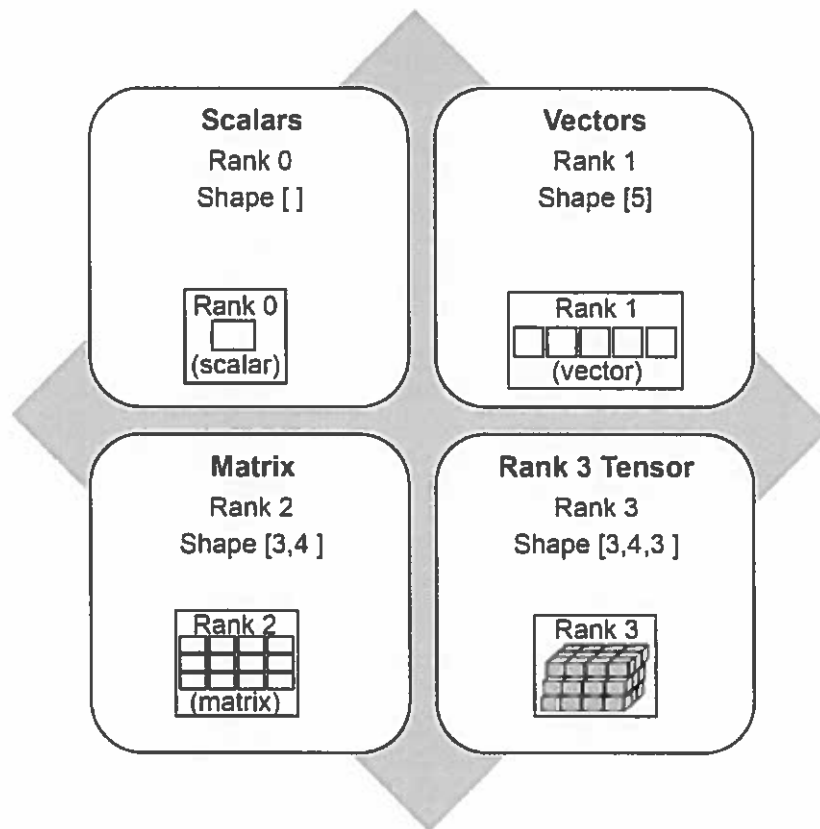 Scalars
Rank 0
Shape [ ]
Rank 0
(scalar)
Vectors
Rank 1
Shape [5]
Rank 1
(vector)
Matrix
Rank 2
Shape [3,4 ]
Rank 2
(matrix)
Rank 3 Tensor
Rank 3
Shape [3,4,3 ]
Rank 3